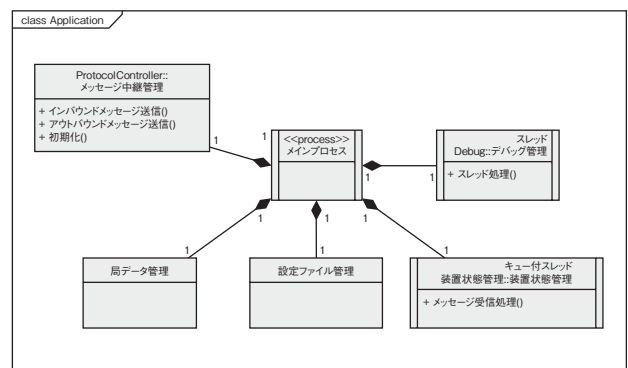 class Application
ProtocolController::
メッセージ中継管理
+ インバウンドメッセージ送信()
+ アウトバウンドメッセージ送信()
+ 初期化()
1
1
<<process>>
メインプロセス
1
1
スレッド
Debug::デバッグ管理
+ スレッド処理()
1
1
1
1
1
1
局データ管理
設定ファイル管理
キュー付スレッド
装置状態管理::装置状態管理
+ メッセージ受信処理()